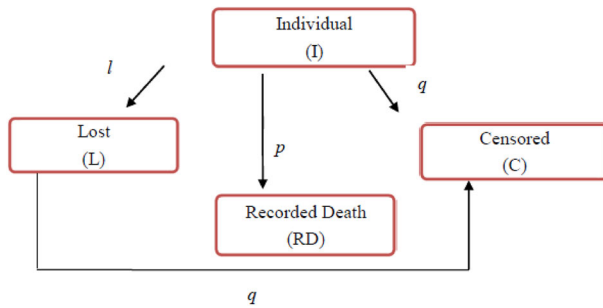 Individual
(I)
l
q
Lost
(L)
p
Censored
(C)
Recorded Death
(RD)
q